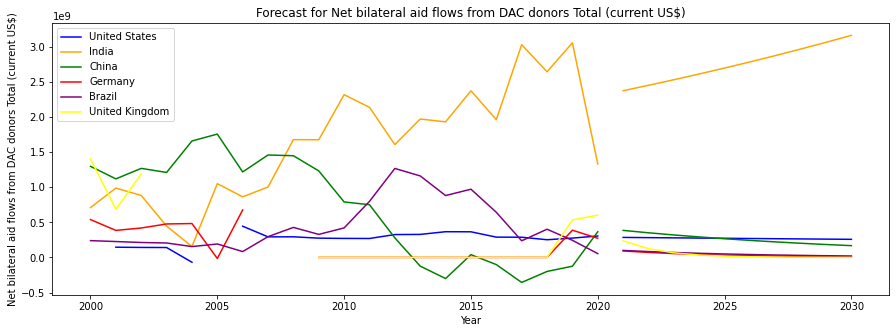 Forecast for Net bilateral aid flows from DAC donors Total (current US$)
1e9
Net bilateral aid flows from DAC donors Total (current US$)
United States
India
China
Germany
Brazil
United Kingdom
3.0
2.5
2.0
1.5
1.0
0.5
0.0
−0.5
2000
2005
2010
2015
2020
2025
2030
Year